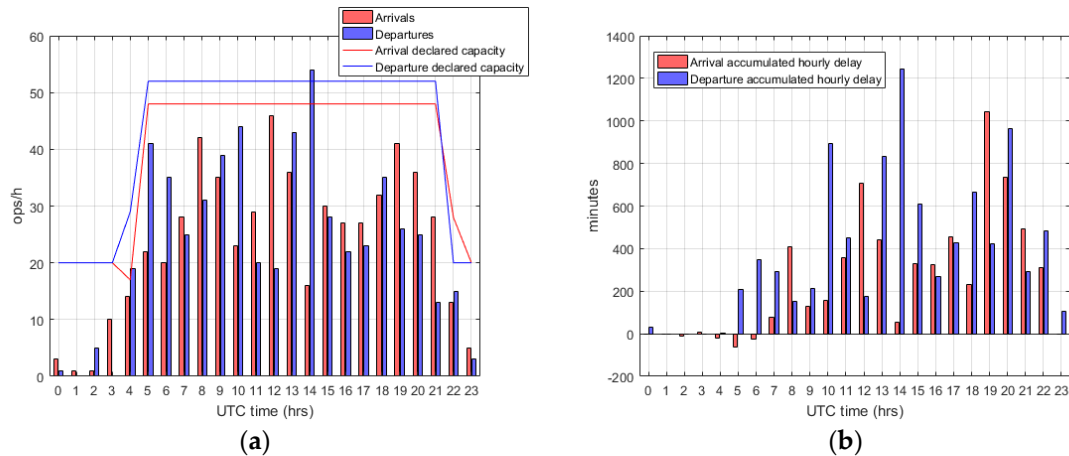 Arrivals
Departures
Arrival declared capacity
Departure declared capacity
60
50
40
30
20
10
0
ops/h
0 1 2 3 4 5 6 7 8 9 10 11 12 13 14 15 16 17 18 19 20 21 22 23
UTC time (hrs)
(a)
Arrival accumulated hourly delay
Departure accumulated hourly delay
1400
1200
1000
800
600
400
200
0
-200
minutes
0 1 2 3 4 5 6 7 8 9 10 11 12 13 14 15 16 17 18 19 20 21 22 23
UTC time (hrs)
(b)